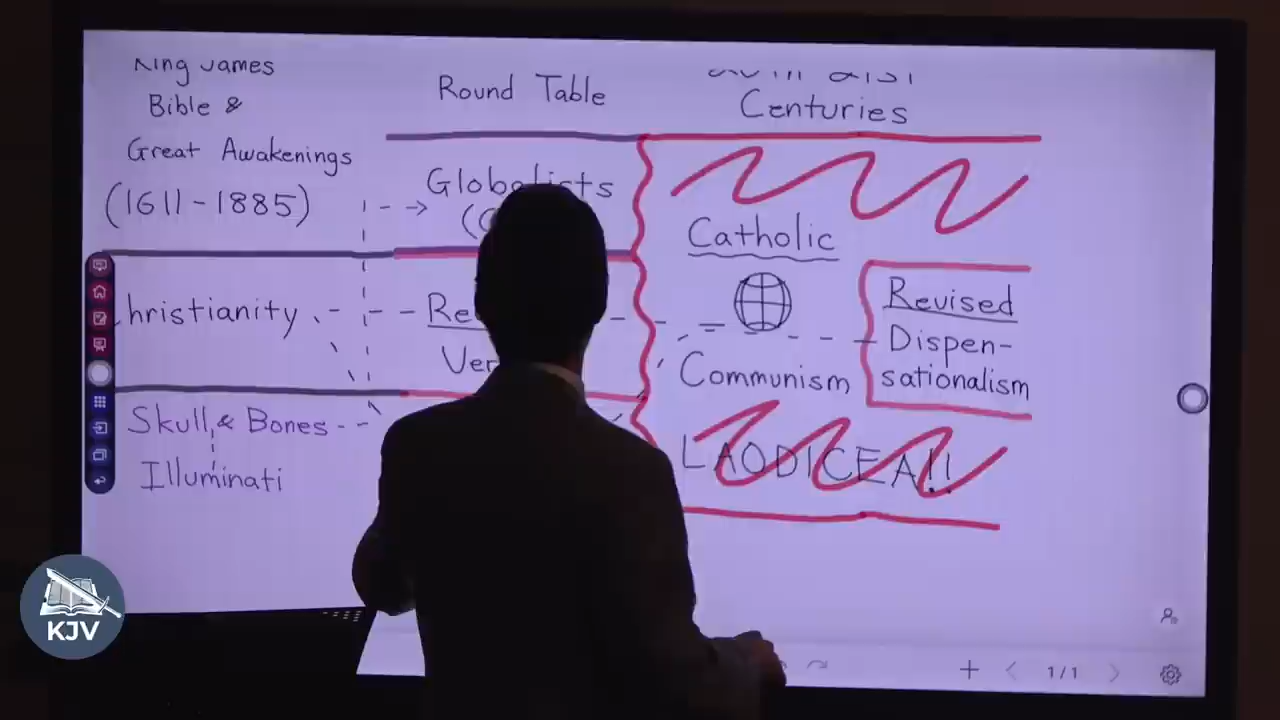 King James
Bible &
Great Awakenings
(1611-1885)
Christianity
Skull & Bones
Illuminati
Round Table
Globalists
Centuries
Catholic
Communism
Revised
Dispen-
sationalism
LAODICEA!!
1/1
KJV